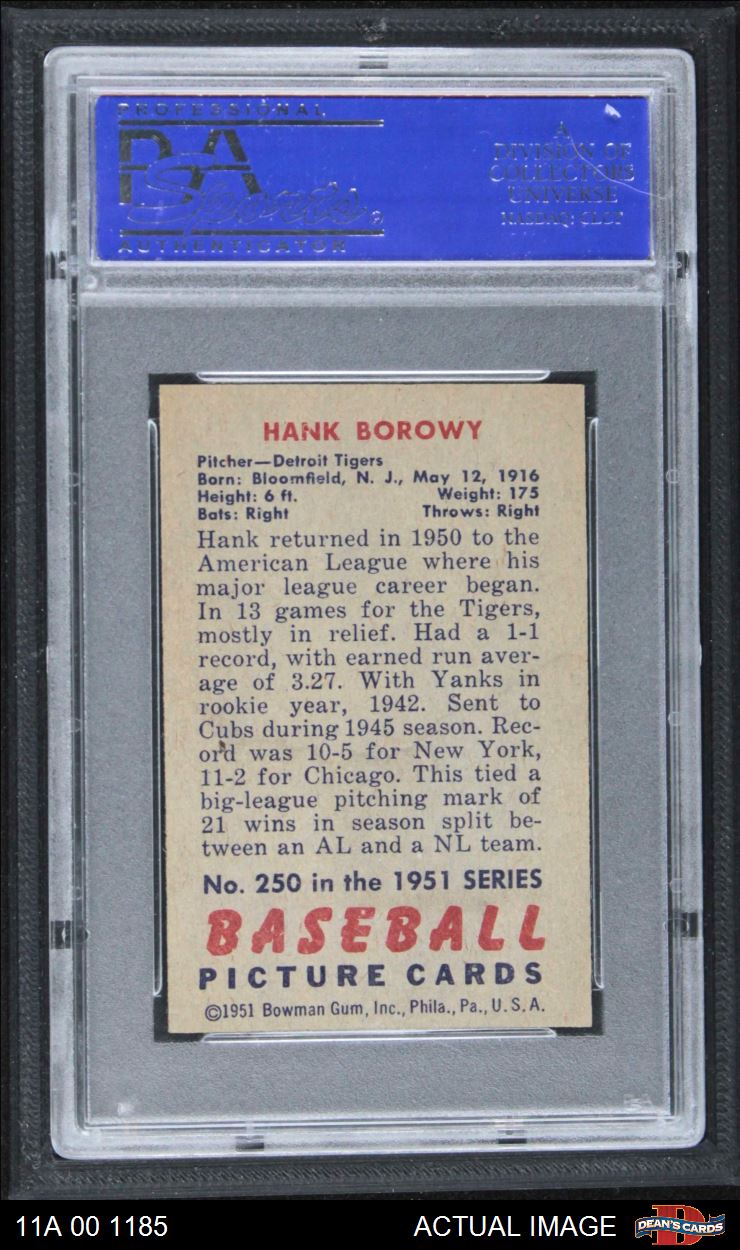 PROFESSIONAL
PSA
Sports
AUTHENTICATOR
A
DIVISION OF
COLLECTORS
UNIVERSE
NASDAQ: CLCT
HANK BOROWY
Pitcher—Detroit Tigers
Born: Bloomfield, N. J., May 12, 1916
Height: 6 ft. Weight: 175
Bats: Right Throws: Right
Hank returned in 1950 to the
American League where his
major league career began.
In 13 games for the Tigers,
mostly in relief. Had a 1-1
record, with earned run aver-
age of 3.27. With Yanks in
rookie year, 1942. Sent to
Cubs during 1945 season. Rec-
ord was 10-5 for New York,
11-2 for Chicago. This tied a
big-league pitching mark of
21 wins in season split be-
tween an AL and a NL team.
No. 250 in the 1951 SERIES
BASEBALL
PICTURE CARDS
©1951 Bowman Gum, Inc., Phila., Pa., U. S. A.
11A 00 1185 ACTUAL IMAGE
D
DEAN'S CARDS